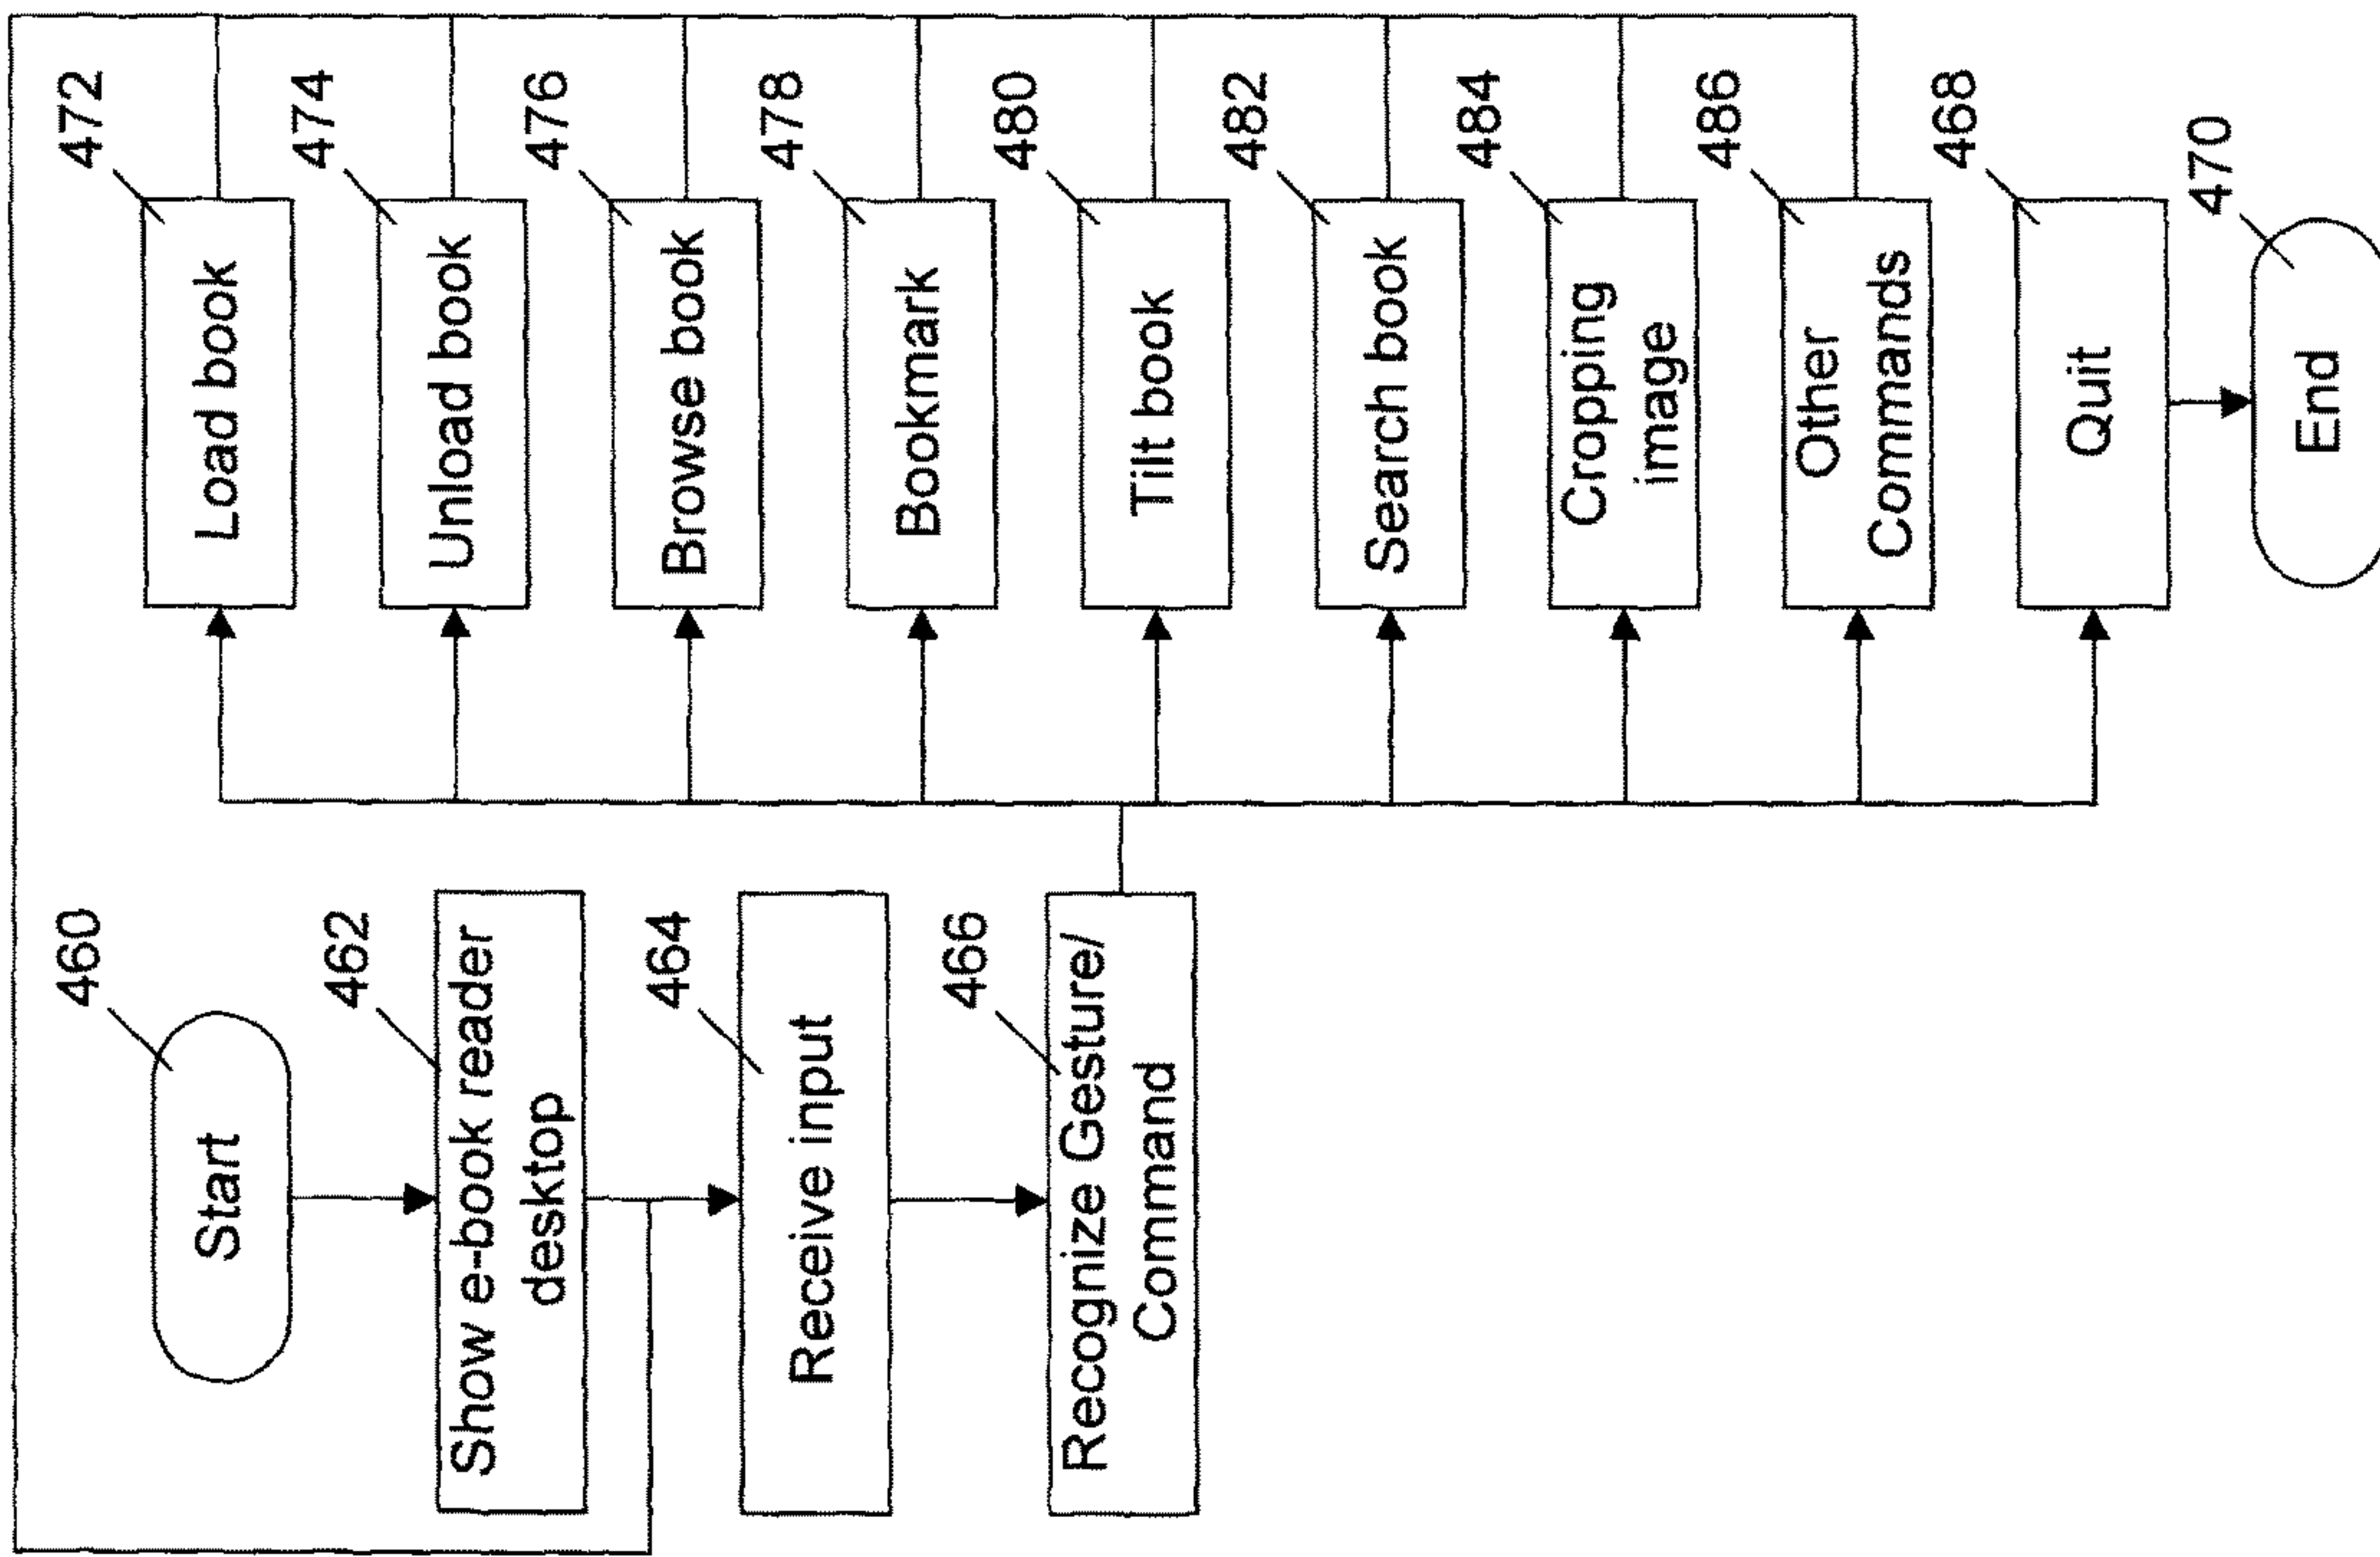 460
Start
462
Show e-book reader
desktop
464
Receive input
466
Recognize Gesture/
Command
472
Load book
474
Unload book
476
Browse book
478
Bookmark
480
Tilt book
482
Search book
484
Cropping
image
486
Other
Commands
468
Quit
470
End